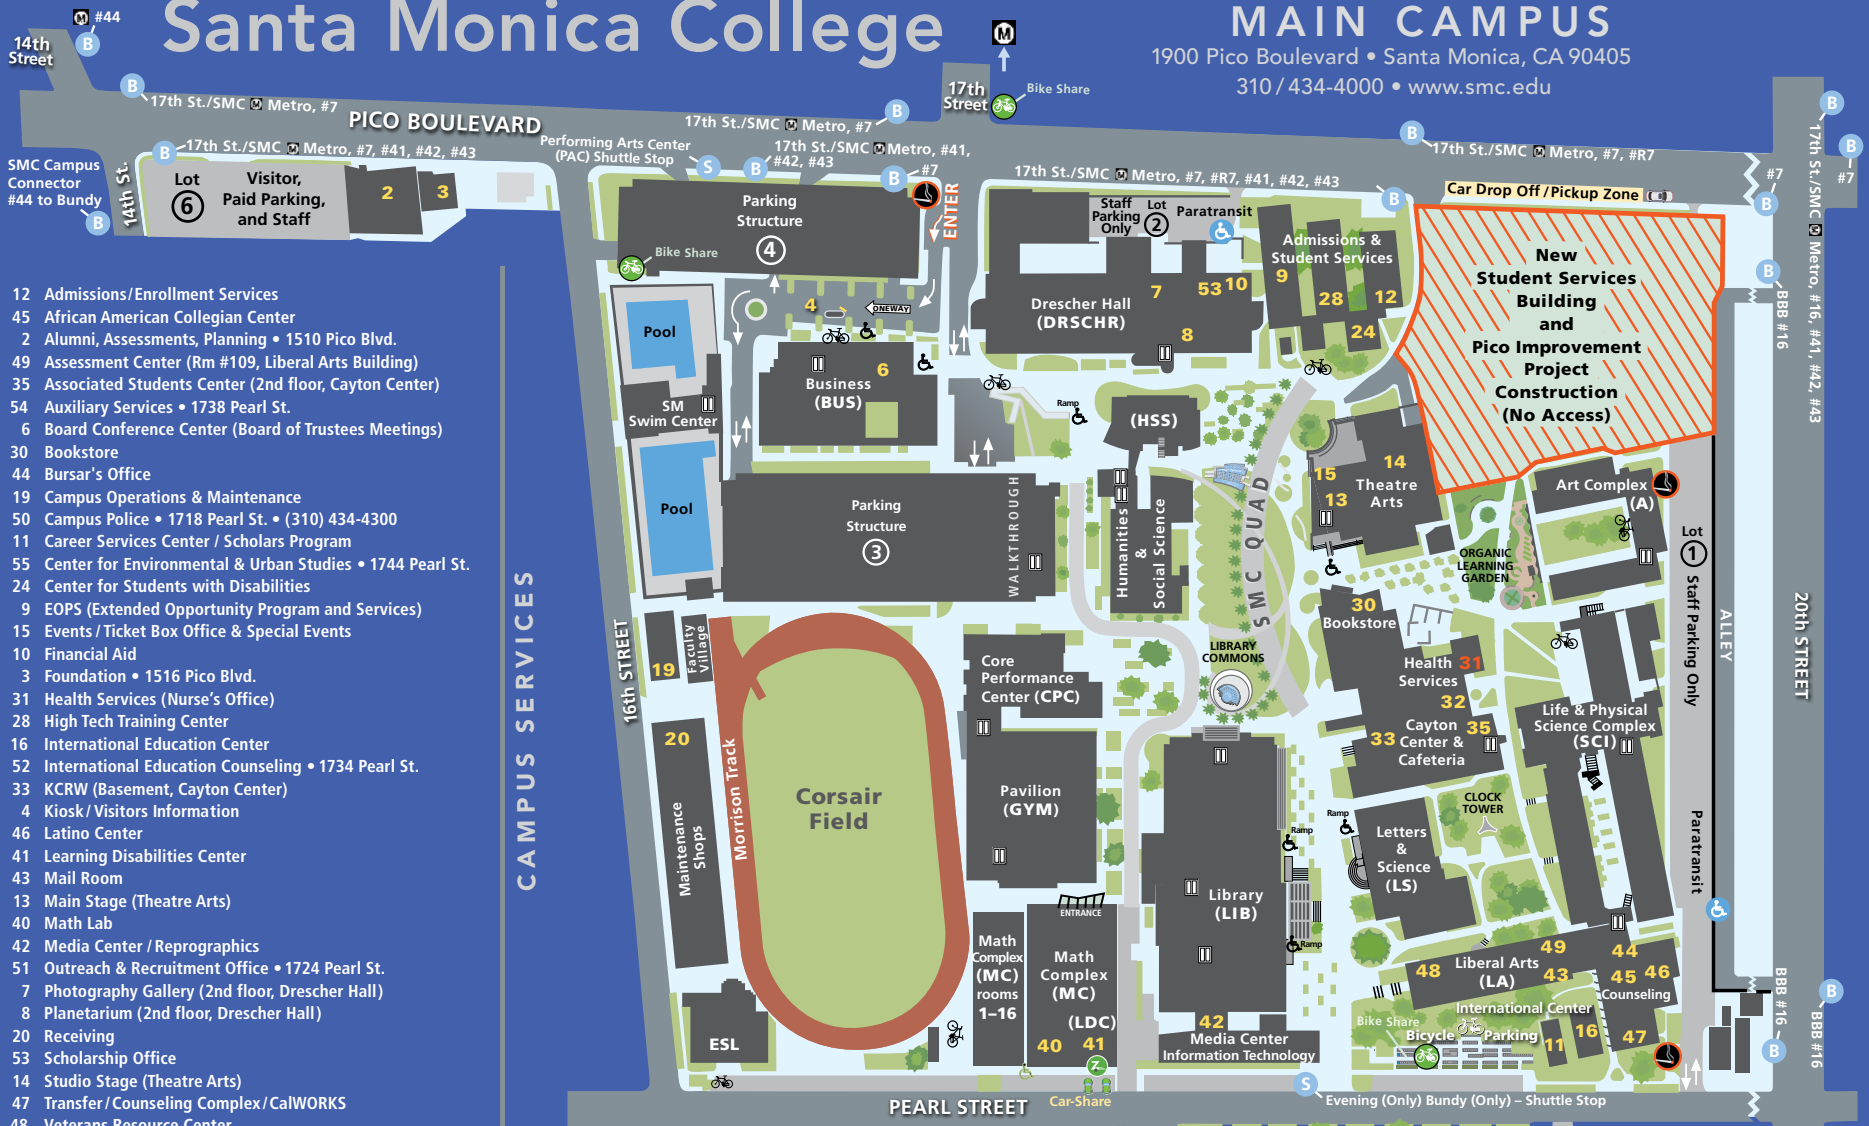 Santa Monica College
MAIN CAMPUS
1900 Pico Boulevard • Santa Monica, CA 90405
310 / 434-4000 • www.smc.edu
M #44
B
14th
Street
B
17th St./SMC M Metro, #7
PICO BOULEVARD
17th St./SMC M Metro, #7
B
M
17th
Street
Bike Share
B
17th St./SMC M Metro, #7, #R7
B
17th St./SMC M Metro, #16, #41, #42, #43
B
#7
SMC Campus
Connector
#44 to Bundy
B
14th St.
B
17th St./SMC M Metro, #7, #41, #42, #43
Lot
6
Visitor,
Paid Parking,
and Staff
2
3
Performing Arts Center
(PAC) Shuttle Stop
S
17th St./SMC M Metro, #41,
#42, #43
B
B
#7
ENTER
17th St./SMC M Metro, #7, #R7, #41, #42, #43
B
Car Drop Off / Pickup Zone
#7
B
B
BBB #16
Parking
Structure
4
Bike Share
Staff
Parking
Only
Lot
2
Paratransit
Admissions &
Student Services
9
28
12
24
Drescher Hall
(DRSCHR)
7
53
10
8
New
Student Services
Building
and
Pico Improvement
Project
Construction
(No Access)
4
ONEWAY
Pool
SM
Swim Center
Pool
Business
(BUS)
6
Ramp
(HSS)
Parking
Structure
3
WALKTHROUGH
Humanities
&
Social Science
SMC QUAD
15
14
13
Theatre
Arts
Art Complex
(A)
ORGANIC
LEARNING
GARDEN
Lot
1
Staff Parking Only
ALLEY
20th STREET
16th STREET
19
Faculty
Village
20
Maintenance
Shops
Morrison Track
Corsair
Field
Core
Performance
Center (CPC)
LIBRARY
COMMONS
30
Bookstore
Health
Services
31
32
Cayton
Center &
Cafeteria
33
35
Life & Physical
Science Complex
(SCI)
Pavilion
(GYM)
ENTRANCE
Library
(LIB)
Ramp
Ramp
Ramp
Letters
&
Science
(LS)
CLOCK
TOWER
Paratransit
Math
Complex
(MC)
rooms
1–16
Math
Complex
(MC)
(LDC)
40
41
Z
Car-Share
ESL
42
Media Center
Information Technology
Liberal Arts
(LA)
48
49
43
44
45
46
Counseling
International Center
Bike Share
Bicycle
Parking
11
16
47
BBB #16
B
B
BBB #16
PEARL STREET
S
Evening (Only) Bundy (Only) – Shuttle Stop
CAMPUS SERVICES
12 Admissions/Enrollment Services
45 African American Collegian Center
2 Alumni, Assessments, Planning • 1510 Pico Blvd.
49 Assessment Center (Rm #109, Liberal Arts Building)
35 Associated Students Center (2nd floor, Cayton Center)
54 Auxiliary Services • 1738 Pearl St.
6 Board Conference Center (Board of Trustees Meetings)
30 Bookstore
44 Bursar's Office
19 Campus Operations & Maintenance
50 Campus Police • 1718 Pearl St. • (310) 434-4300
11 Career Services Center / Scholars Program
55 Center for Environmental & Urban Studies • 1744 Pearl St.
24 Center for Students with Disabilities
9 EOPS (Extended Opportunity Program and Services)
15 Events / Ticket Box Office & Special Events
10 Financial Aid
3 Foundation • 1516 Pico Blvd.
31 Health Services (Nurse's Office)
28 High Tech Training Center
16 International Education Center
52 International Education Counseling • 1734 Pearl St.
33 KCRW (Basement, Cayton Center)
4 Kiosk / Visitors Information
46 Latino Center
41 Learning Disabilities Center
43 Mail Room
13 Main Stage (Theatre Arts)
40 Math Lab
42 Media Center / Reprographics
51 Outreach & Recruitment Office • 1724 Pearl St.
7 Photography Gallery (2nd floor, Drescher Hall)
8 Planetarium (2nd floor, Drescher Hall)
20 Receiving
53 Scholarship Office
14 Studio Stage (Theatre Arts)
47 Transfer / Counseling Complex / CalWORKS
48 Veterans Resource Center